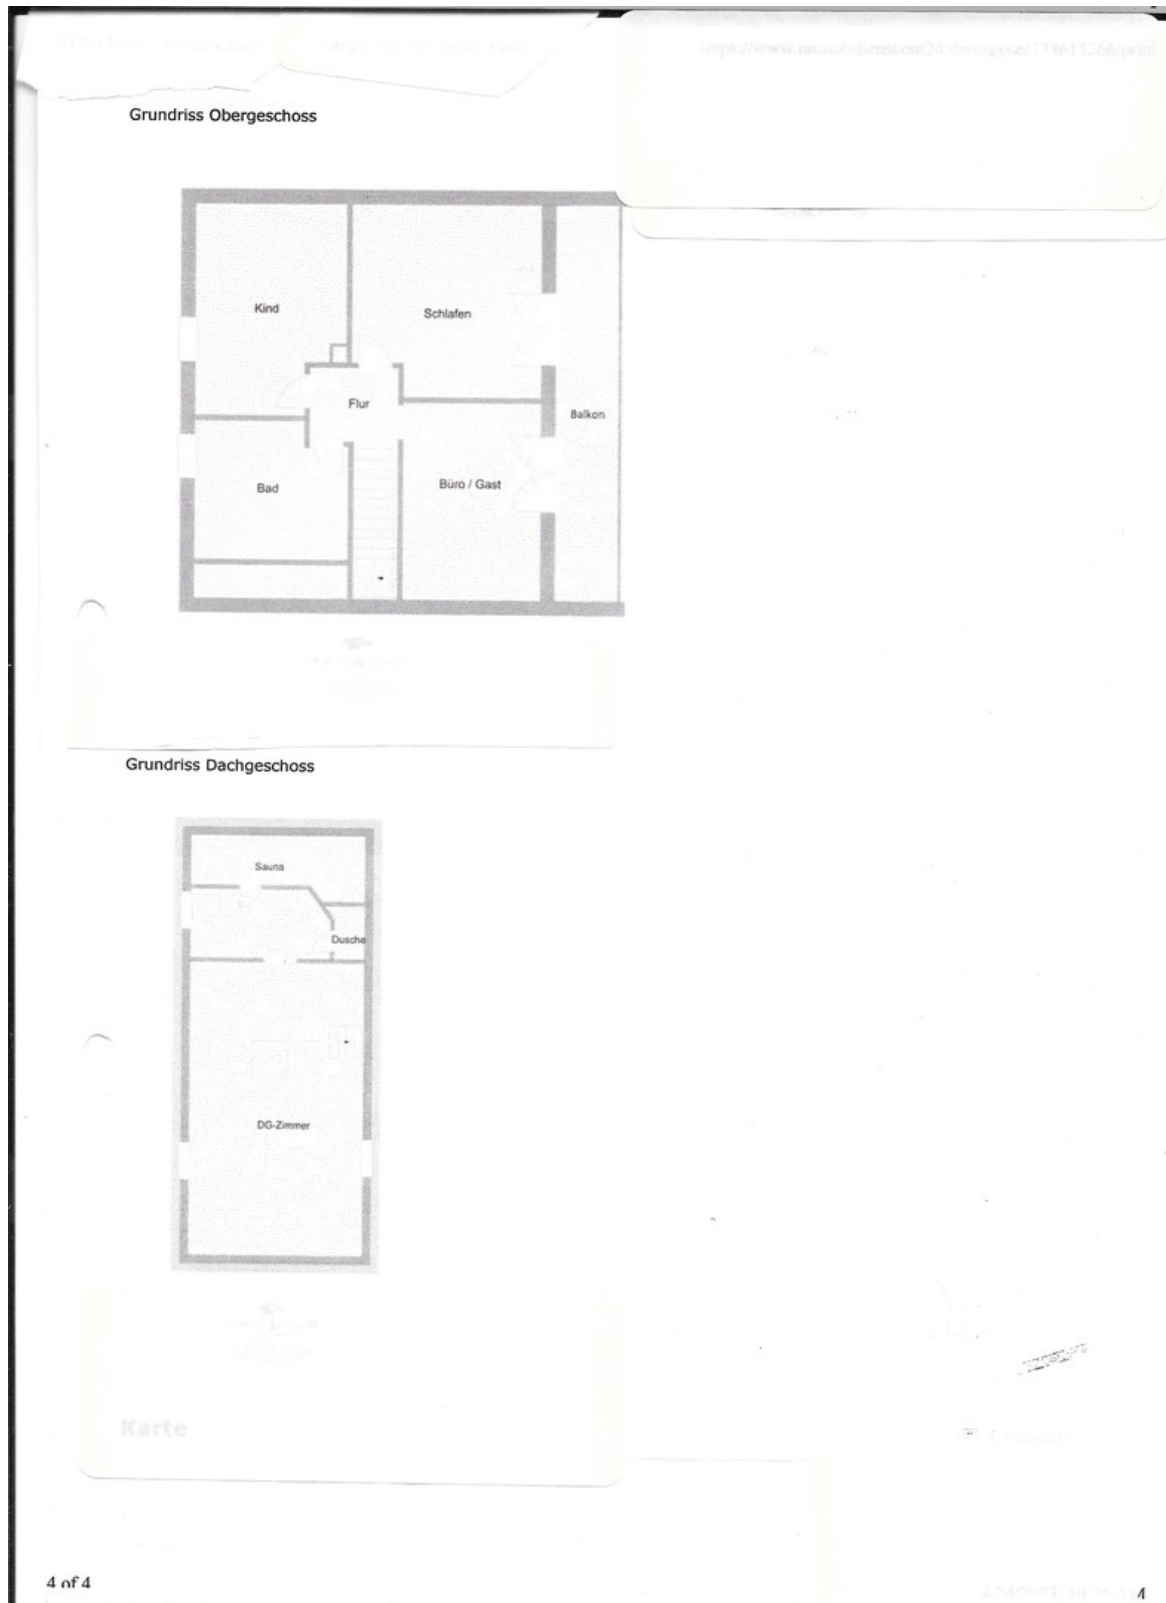 Grundriss Obergeschoss
Kind
Schlafen
Flur
Balkon
Bad
Büro / Gast
Grundriss Dachgeschoss
Sauna
Dusche
DG-Zimmer
Karte
4 of 4
4